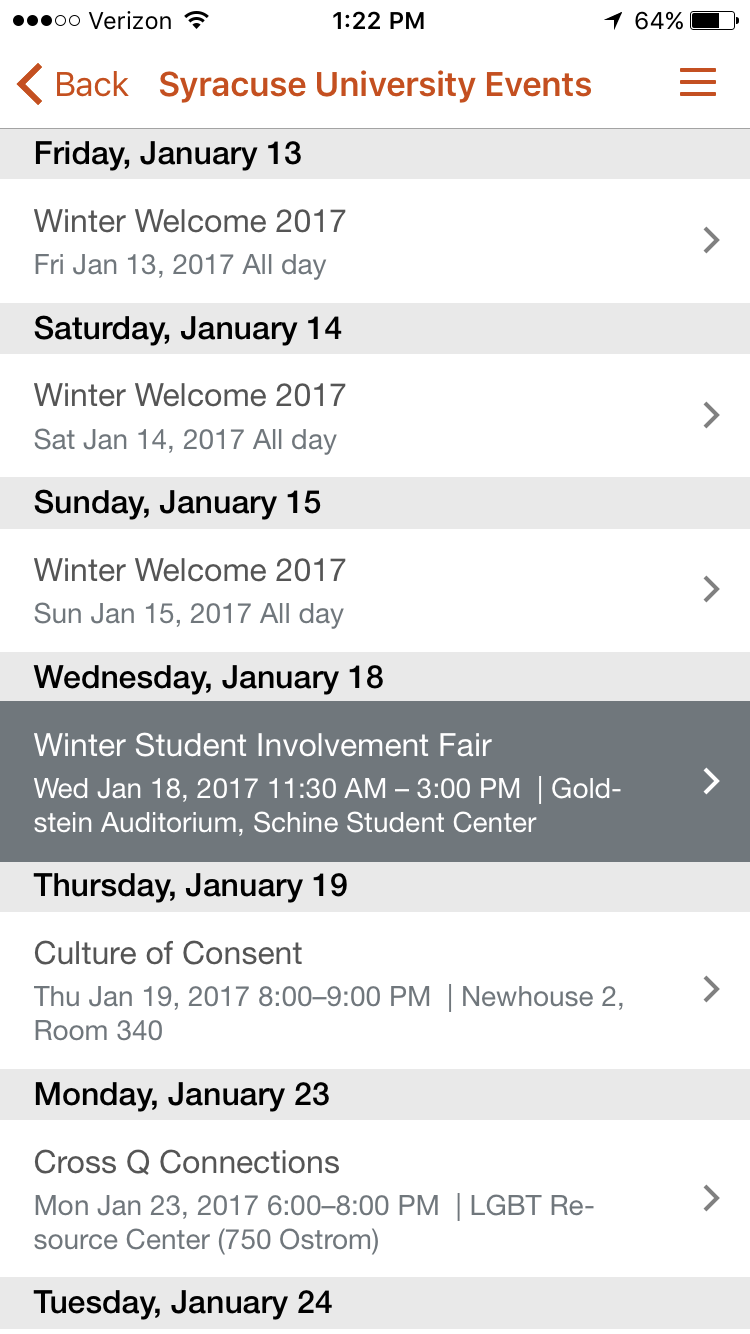 Verizon 1:22 PM 64%
Back Syracuse University Events
Friday, January 13
Winter Welcome 2017
Fri Jan 13, 2017 All day
Saturday, January 14
Winter Welcome 2017
Sat Jan 14, 2017 All day
Sunday, January 15
Winter Welcome 2017
Sun Jan 15, 2017 All day
Wednesday, January 18
Winter Student Involvement Fair
Wed Jan 18, 2017 11:30 AM – 3:00 PM | Gold-
stein Auditorium, Schine Student Center
Thursday, January 19
Culture of Consent
Thu Jan 19, 2017 8:00–9:00 PM | Newhouse 2,
Room 340
Monday, January 23
Cross Q Connections
Mon Jan 23, 2017 6:00–8:00 PM | LGBT Re-
source Center (750 Ostrom)
Tuesday, January 24